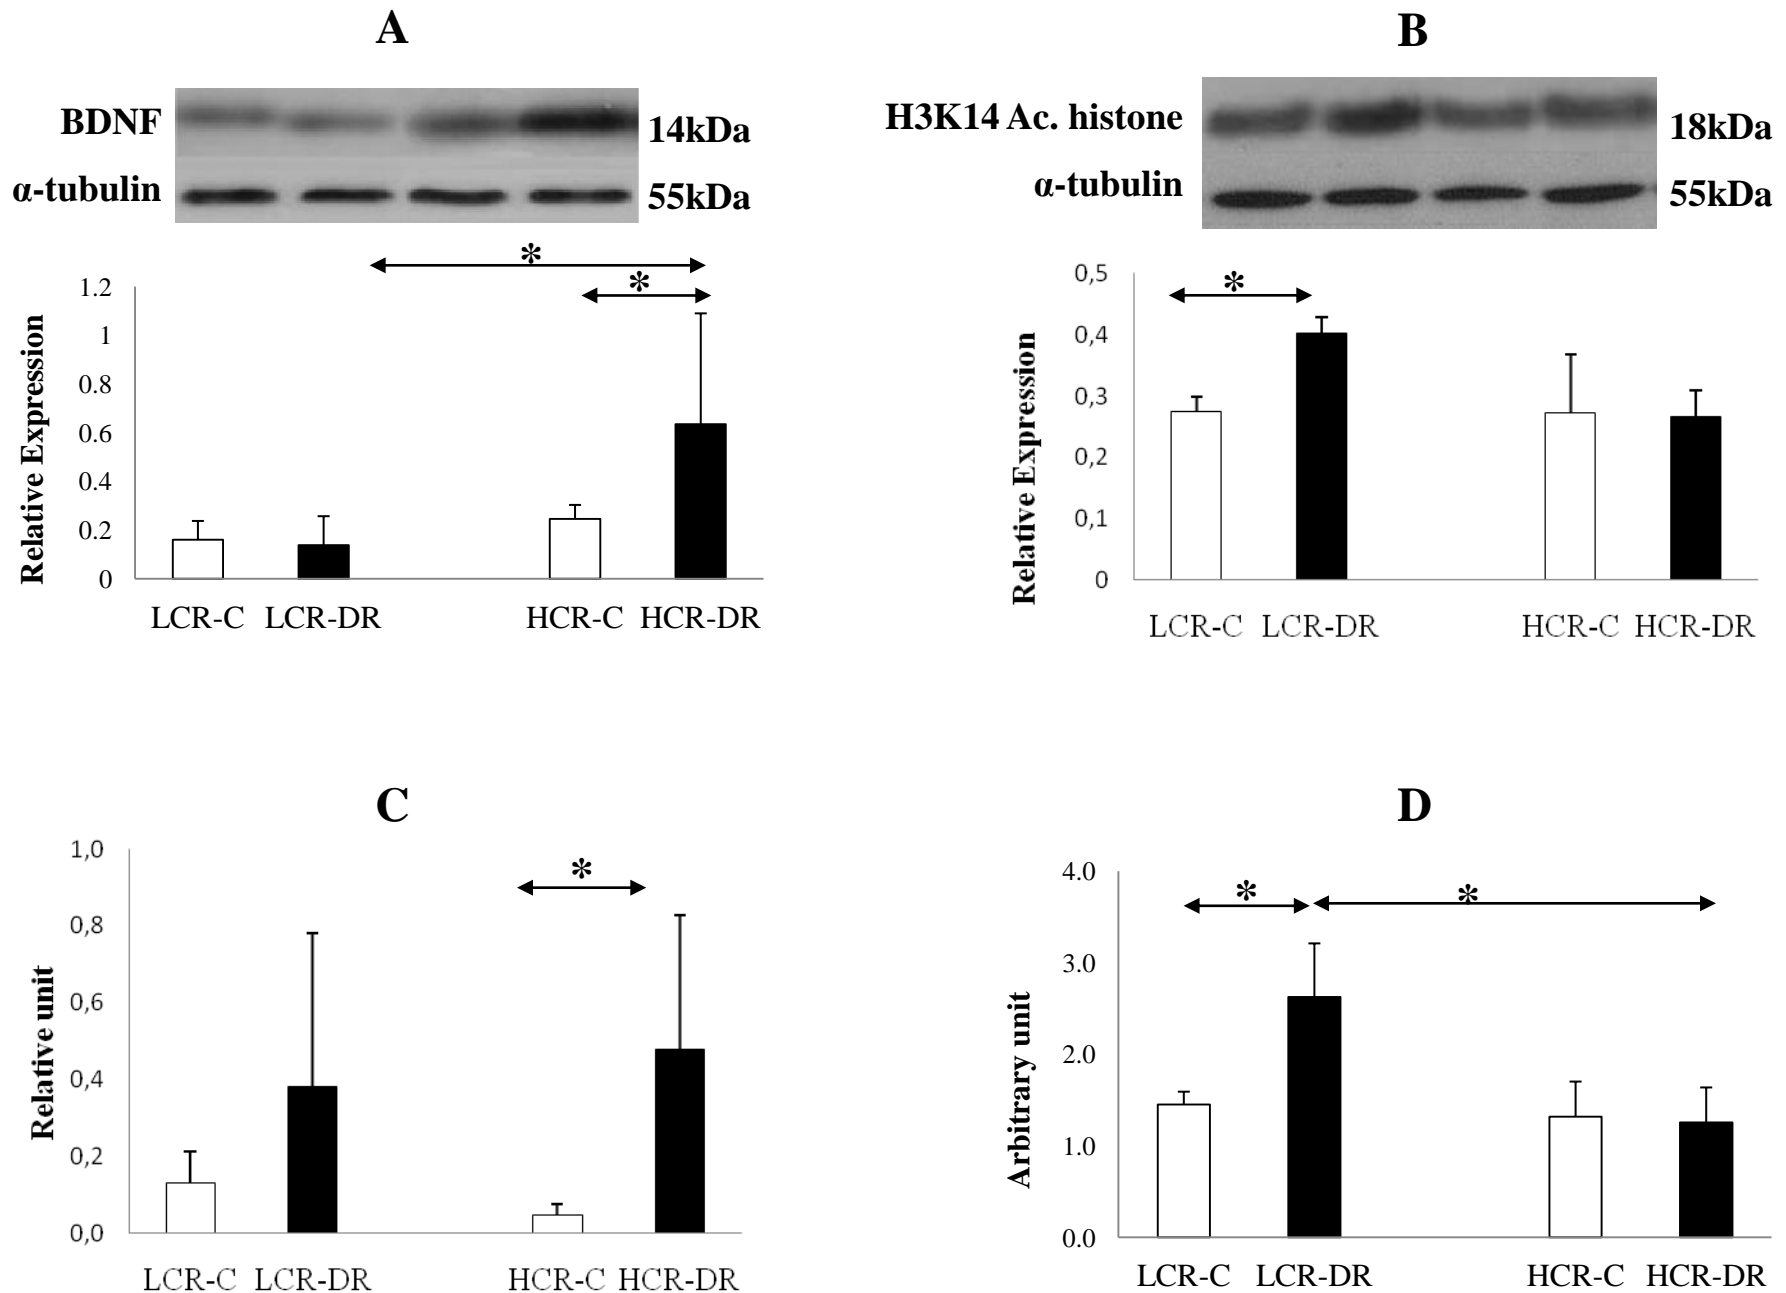 A
BDNF 14kDa
α-tubulin 55kDa
*
*
1.2
1
0.8
0.6
0.4
0.2
0
Relative Expression
LCR-C LCR-DR HCR-C HCR-DR
B
H3K14 Ac. histone 18kDa
α-tubulin 55kDa
*
0,5
0,4
0,3
0,2
0,1
0
Relative Expression
LCR-C LCR-DR HCR-C HCR-DR
C
*
1,0
0,8
0,6
0,4
0,2
0,0
Relative unit
LCR-C LCR-DR HCR-C HCR-DR
D
* *
4.0
3.0
2.0
1.0
0.0
Arbitrary unit
LCR-C LCR-DR HCR-C HCR-DR